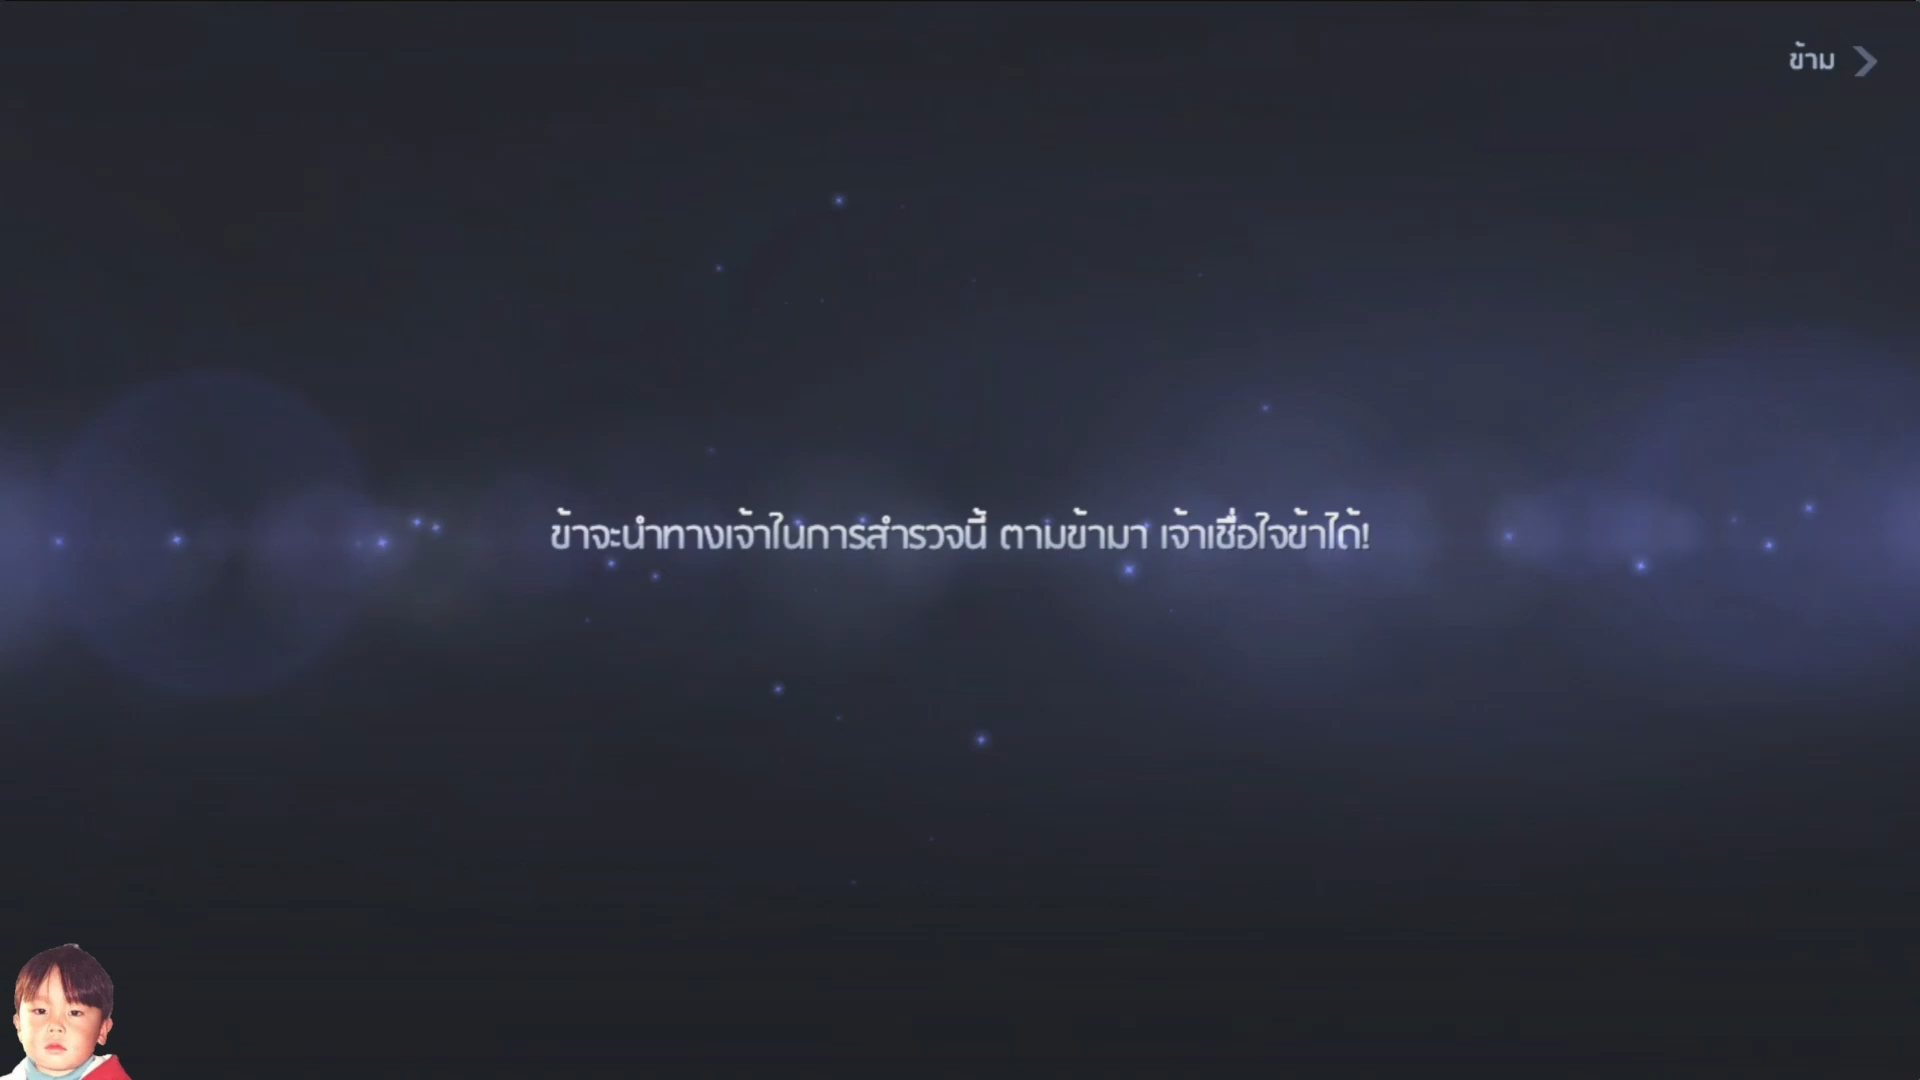 ข้าม
ข้าจะนำทางเจ้าในการสำรวจนี้ ตามข้ามา เจ้าเชื่อใจข้าได้!